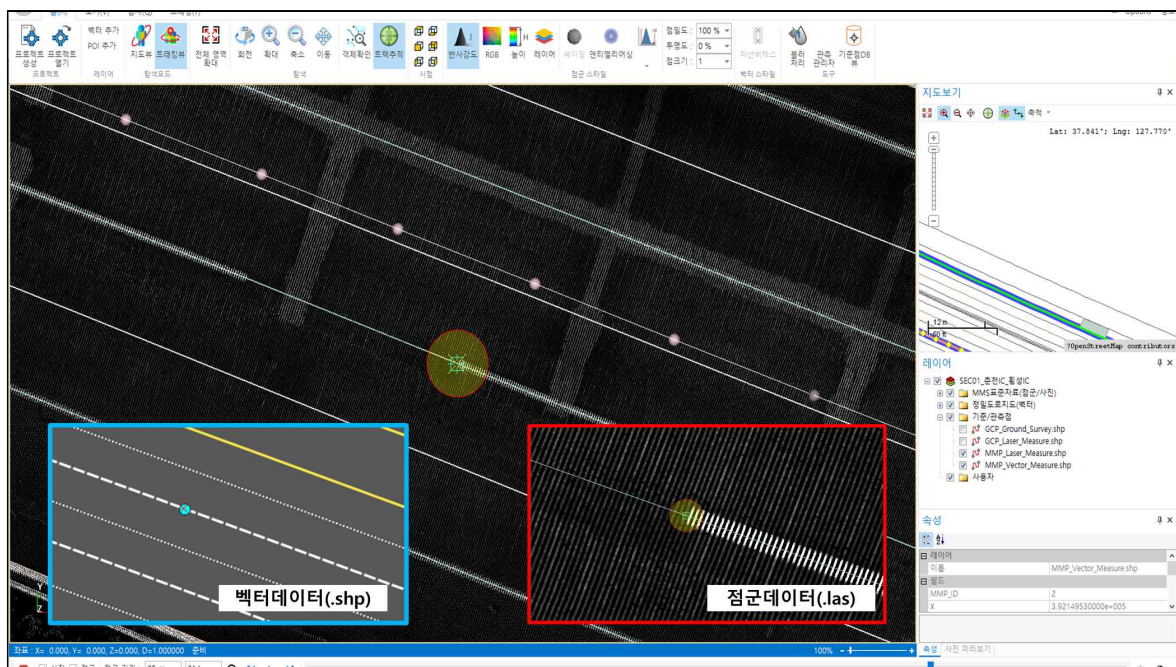 Options
벡터 추가
POI 추가
프로젝트 생성
프로젝트 열기
지도뷰
트래킹뷰
전체 영역 확대
회전
확대
축소
이동
객체확인
트랙추적
반사강도
RGB
높이
레이어
쉐이딩
앤티엘리어싱
점밀도 : 100 %
투명도 : 0 %
점크기 : 1
블러 처리
관측 관리자
기준점DB 뷰
프로젝트
레이어
탐색모드
탐색
시점
점군 스타일
벡터 스타일
도구
지도보기
축척
Lat: 37.841°; Lng: 127.770°
12 m
?OpenStreetMap contributors
레이어
SEC01_춘천IC_횡성IC
MMS표준자료(점군/사진)
정밀도로지도(벡터)
기준/관측점
GCP_Ground_Survey.shp
GCP_Laser_Measure.shp
MMP_Laser_Measure.shp
MMP_Vector_Measure.shp
사용자
속성
레이어
이름 MMP_Vector_Measure.shp
필드
MMP_ID 2
X 3.92149530000e+005
벡터데이터(.shp)
점군데이터(.las)
Y
Z
좌표 : X= 0.000, Y= 0.000, Z=0.000, D=1.000000 준비
100%
속성 사진 미리보기